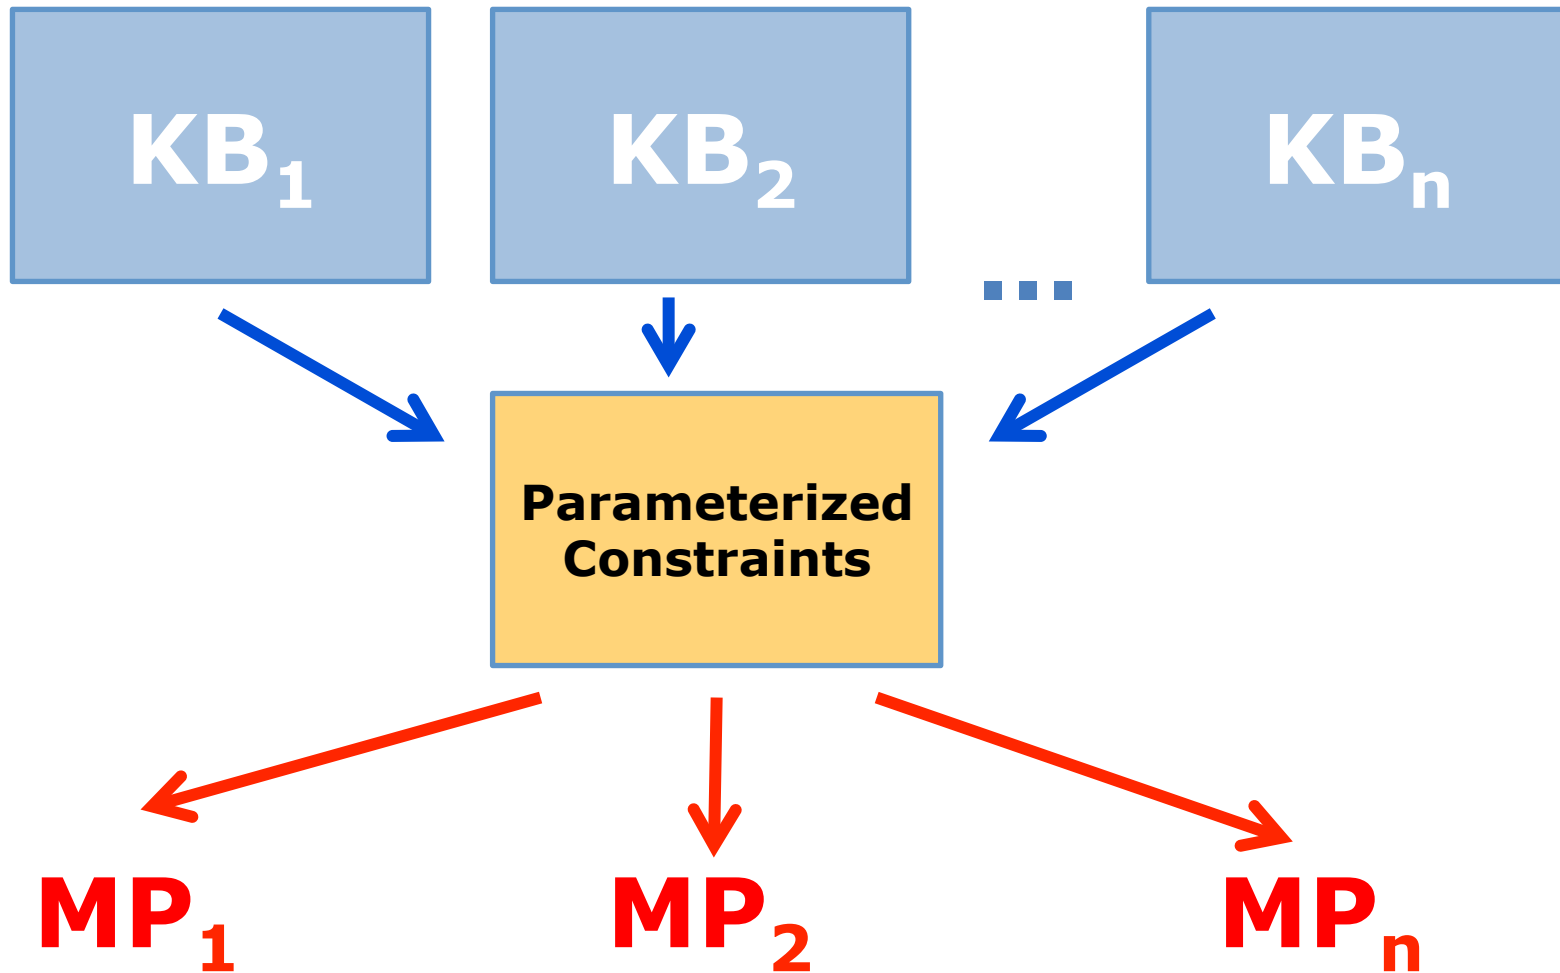 KB₁
KB₂
...
KBₙ
Parameterized
Constraints
MP₁
MP₂
MPₙ